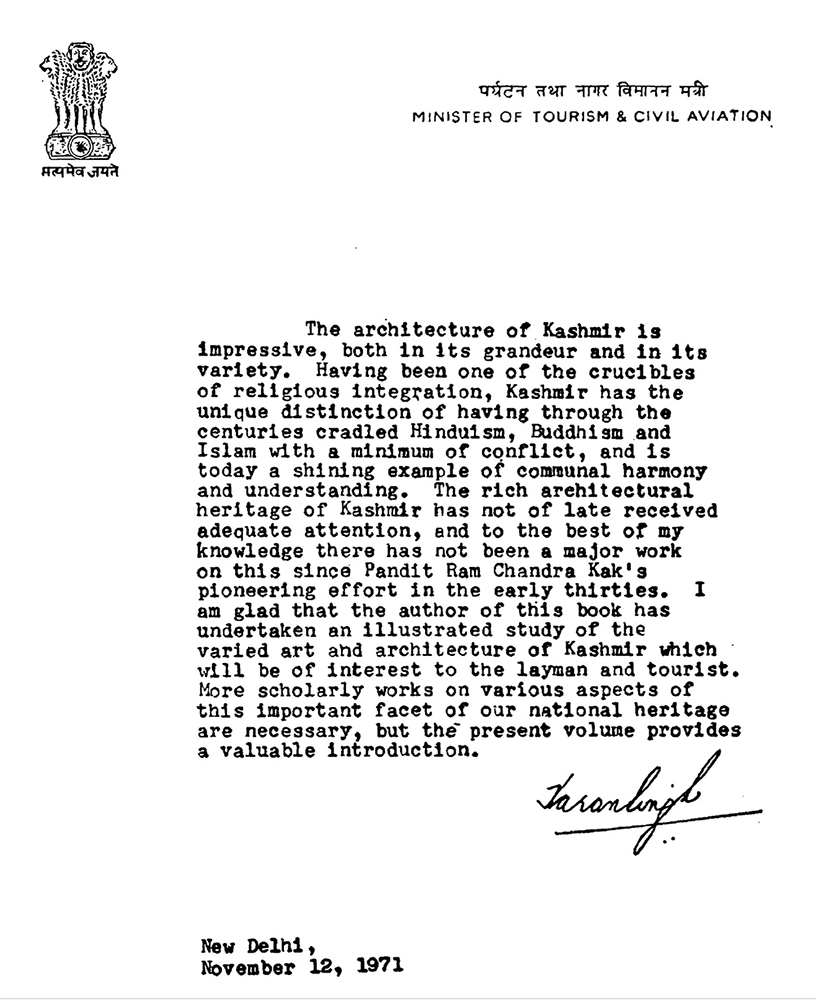 सत्यमेव जयते
पर्यटन तथा नागर विमानन मंत्री
MINISTER OF TOURISM & CIVIL AVIATION
The architecture of Kashmir is
impressive, both in its grandeur and in its
variety. Having been one of the crucibles
of religious integration, Kashmir has the
unique distinction of having through the
centuries cradled Hinduism, Buddhism and
Islam with a minimum of conflict, and is
today a shining example of communal harmony
and understanding. The rich architectural
heritage of Kashmir has not of late received
adequate attention, and to the best of my
knowledge there has not been a major work
on this since Pandit Ram Chandra Kak's
pioneering effort in the early thirties. I
am glad that the author of this book has
undertaken an illustrated study of the
varied art and architecture of Kashmir which
will be of interest to the layman and tourist.
More scholarly works on various aspects of
this important facet of our national heritage
are necessary, but the present volume provides
a valuable introduction.
Karan Singh
New Delhi,
November 12, 1971